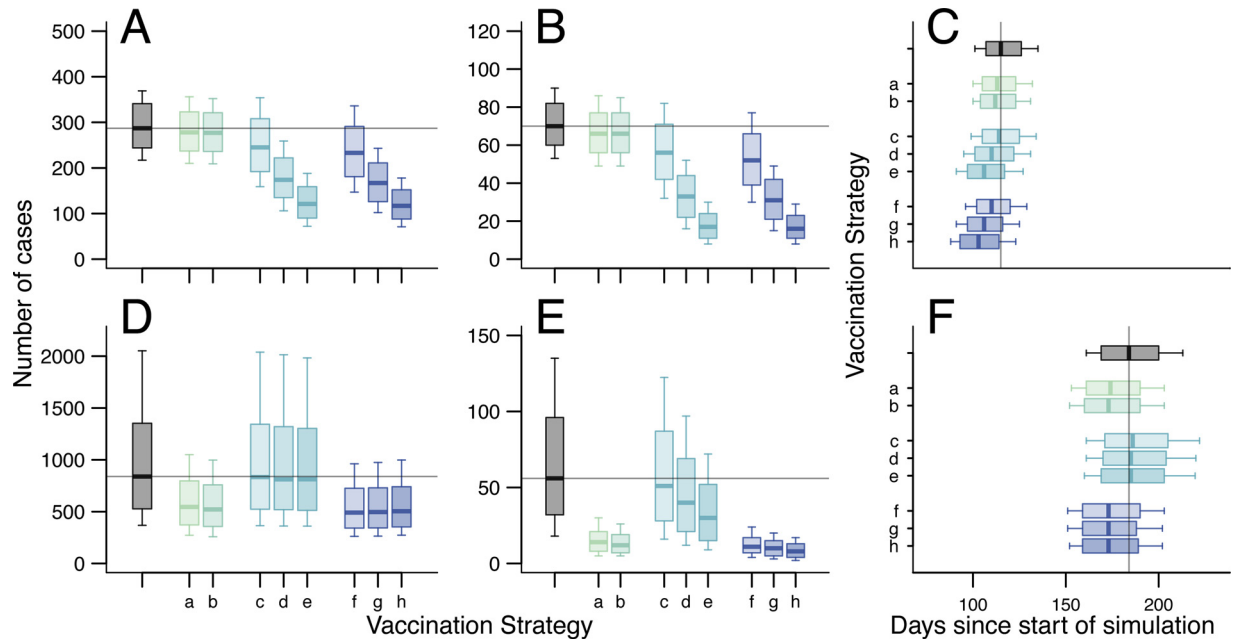 A
500
400
300
200
100
0
B
120
100
80
60
40
20
0
C
a
b
c
d
e
f
g
h
Number of cases
Vaccination Strategy
D
2000
1500
1000
500
0
a b c d e f g h
E
150
100
50
0
a b c d e f g h
F
a
b
c
d
e
f
g
h
100 150 200
Vaccination Strategy
Days since start of simulation